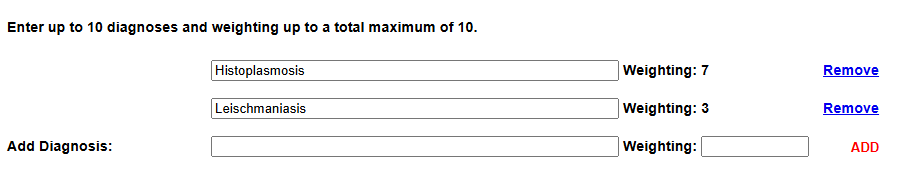 Enter up to 10 diagnoses and weighting up to a total maximum of 10.
Histoplasmosis Weighting: 7 Remove
Leischmaniasis Weighting: 3 Remove
Add Diagnosis: Weighting: ADD